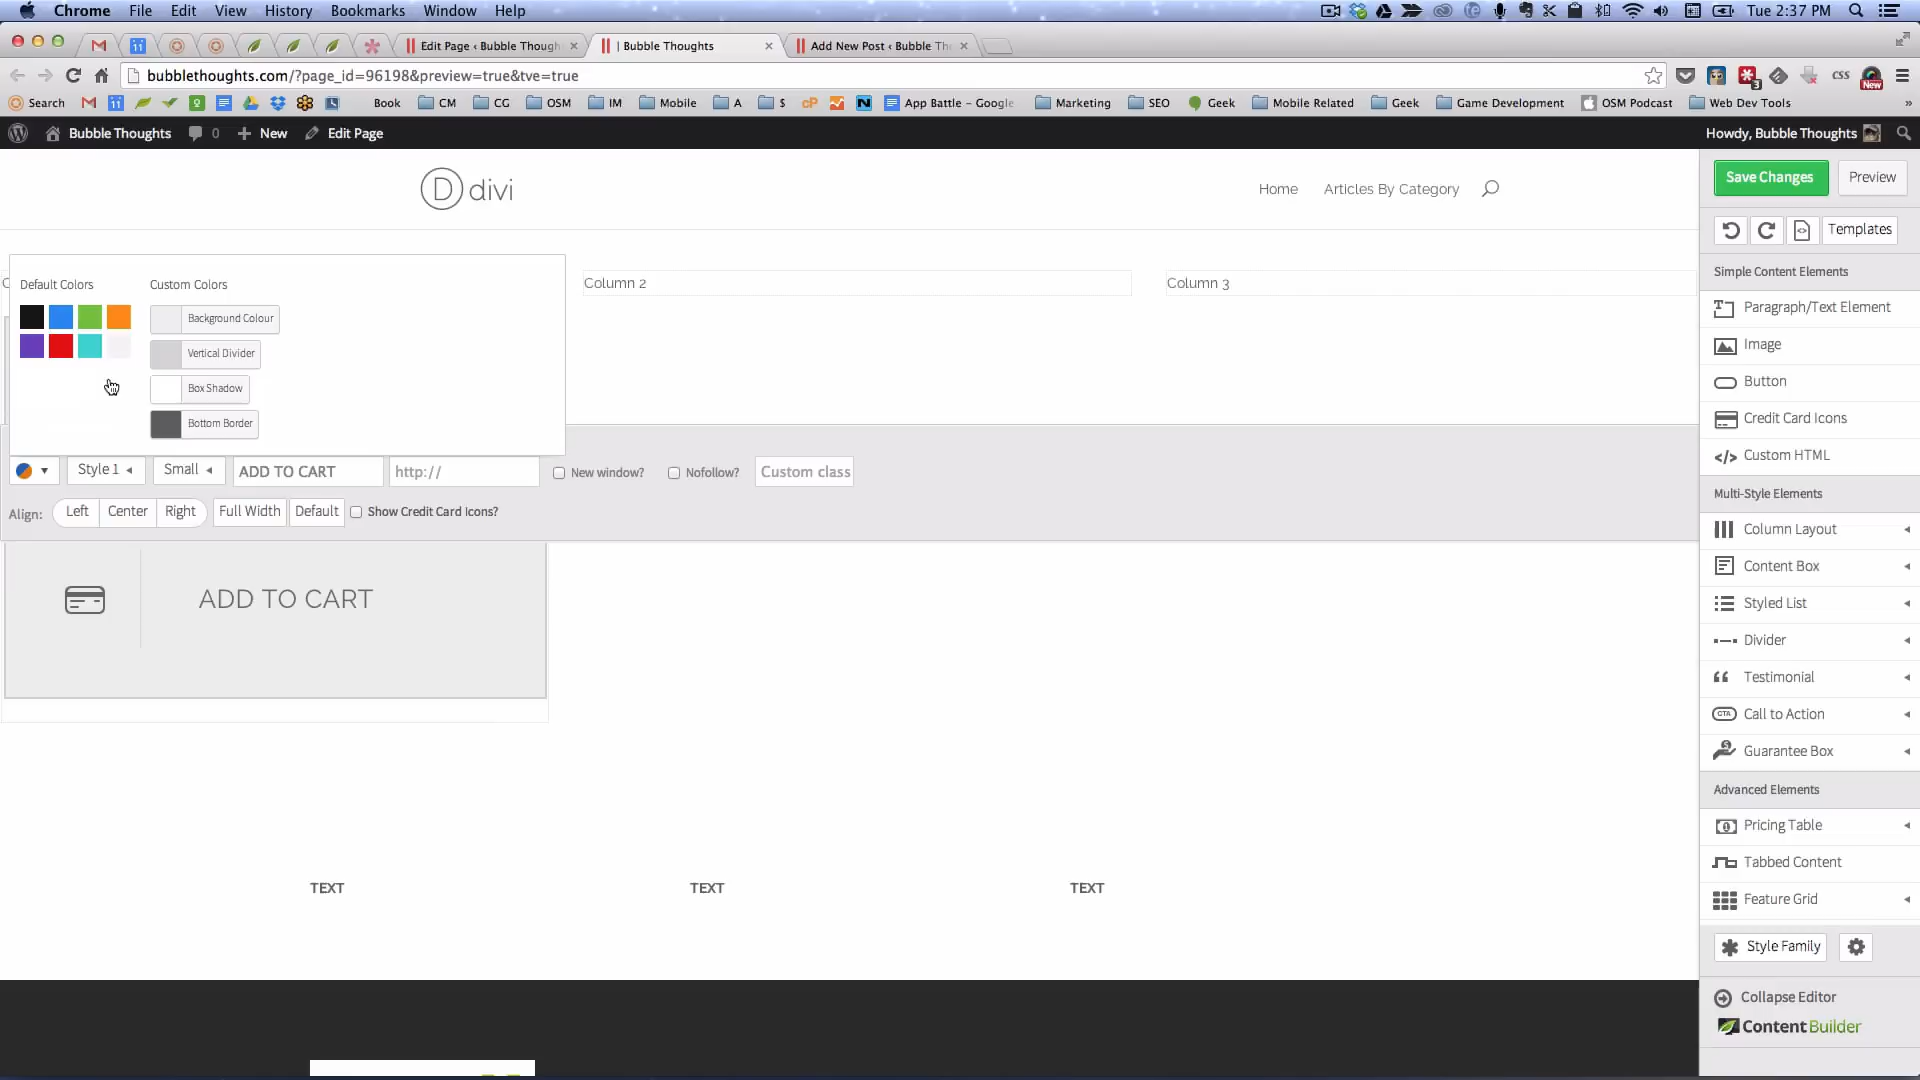 Chrome File Edit View History Bookmarks Window Help Tue 2:37 PM
Edit Page ‹ Bubble Though × | Bubble Thoughts × Add New Post ‹ Bubble Th ×
bubblethoughts.com/?page_id=96198&preview=true&tve=true CSS 3 New
Search 11 Book CM CG OSM IM Mobile A $ cP N App Battle – Google Marketing SEO Geek Mobile Related Geek Game Development OSM Podcast Web Dev Tools »
Bubble Thoughts 0 + New Edit Page Howdy, Bubble Thoughts
D divi Home Articles By Category
Save Changes Preview
Templates
Default Colors Custom Colors
Column 2 Column 3
Background Colour
Vertical Divider
Box Shadow
Bottom Border
Style 1 Small ADD TO CART http:// New window? Nofollow? Custom class
Align: Left Center Right Full Width Default Show Credit Card Icons?
ADD TO CART
TEXT TEXT TEXT
Simple Content Elements
Paragraph/Text Element
Image
Button
Credit Card Icons
Custom HTML
Multi-Style Elements
Column Layout
Content Box
Styled List
Divider
Testimonial
CTA Call to Action
Guarantee Box
Advanced Elements
Pricing Table
Tabbed Content
Feature Grid
Style Family
Collapse Editor
Content Builder